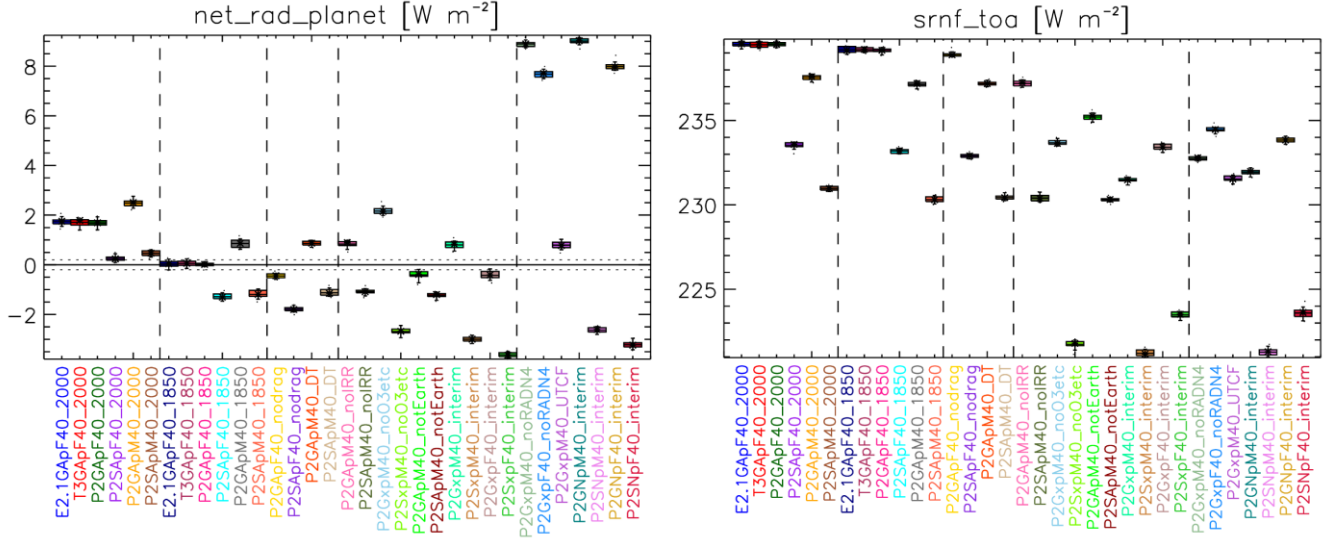 net_rad_planet [W m⁻²]
8
6
4
2
0
−2
E2.1GApF40_2000
T3GApF40_2000
P2GApF40_2000
P2SApF40_2000
P2GApM40_2000
P2SApM40_2000
E2.1GApF40_1850
T3GApF40_1850
P2GApF40_1850
P2SApF40_1850
P2GApM40_1850
P2SApM40_1850
P2GApF40_nodrag
P2SApF40_nodrag
P2GApM40_DT
P2SApM40_DT
P2GApM40_noIRR
P2SApM40_noIRR
P2GxpM40_noO3etc
P2SxpM40_noO3etc
P2GApM40_notEarth
P2SApM40_notEarth
P2GxpM40_interim
P2SxpM40_interim
P2GxpF40_interim
P2SxpF40_interim
P2GxpM40_noRADN4
P2GxpF40_noRADN4
P2GxpM40_UTCF
P2GNpM40_interim
P2SNpM40_interim
P2GNpF40_interim
P2SNpF40_interim
srnf_toa [W m⁻²]
235
230
225
E2.1GApF40_2000
T3GApF40_2000
P2GApF40_2000
P2SApF40_2000
P2GApM40_2000
P2SApM40_2000
E2.1GApF40_1850
T3GApF40_1850
P2GApF40_1850
P2SApF40_1850
P2GApM40_1850
P2SApM40_1850
P2GApF40_nodrag
P2SApF40_nodrag
P2GApM40_DT
P2SApM40_DT
P2GApM40_noIRR
P2SApM40_noIRR
P2GxpM40_noO3etc
P2SxpM40_noO3etc
P2GApM40_notEarth
P2SApM40_notEarth
P2GxpM40_interim
P2SxpM40_interim
P2GxpF40_interim
P2SxpF40_interim
P2GxpM40_noRADN4
P2GxpF40_noRADN4
P2GxpM40_UTCF
P2GNpM40_interim
P2SNpM40_interim
P2GNpF40_interim
P2SNpF40_interim